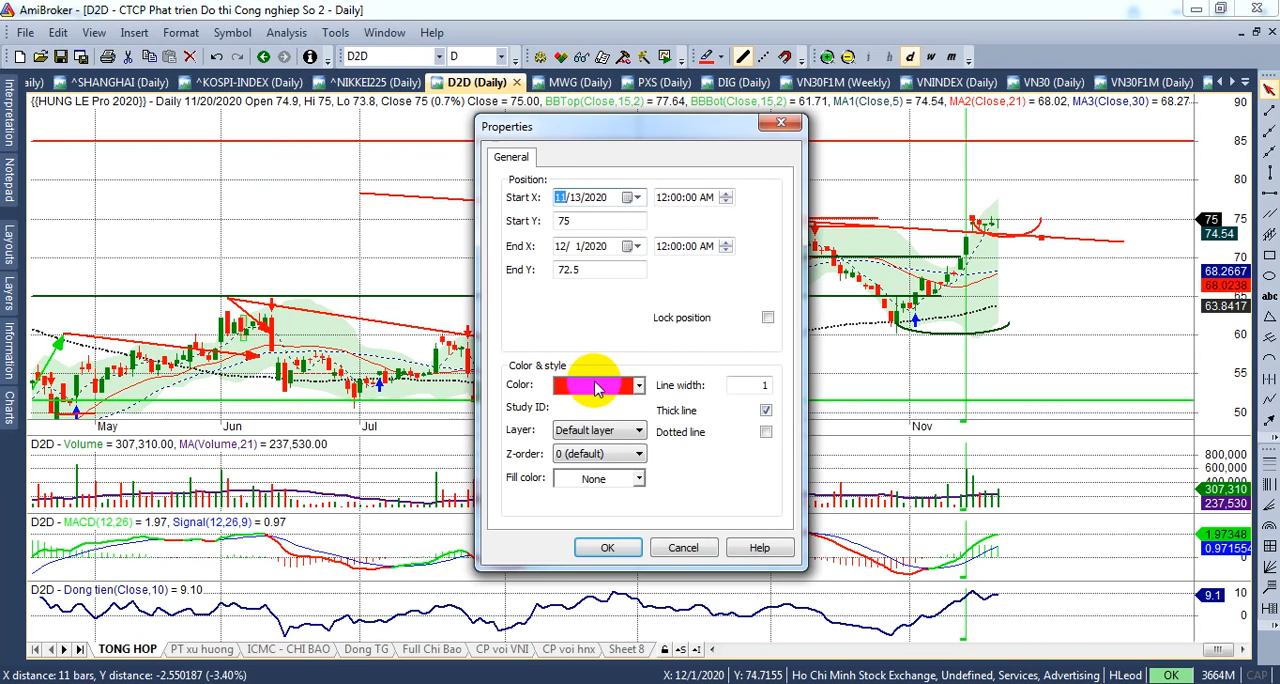 AmiBroker - [D2D - CTCP Phat trien Do thi Cong nghiep So 2 - Daily]
File Edit View Insert Format Symbol Analysis Tools Window Help
D2D D i h d w m
ily) ^SHANGHAI (Daily) ^KOSPI-INDEX (Daily) ^NIKKEI225 (Daily) D2D (Daily) MWG (Daily) PXS (Daily) DIG (Daily) VN30F1M (Weekly) VNINDEX (Daily) VN30 (Daily) VN30F1M (Daily)
{{HUNG LE Pro 2020}} - Daily 11/20/2020 Open 74.9, Hi 75, Lo 73.8, Close 75 (0.7%) Close = 75.00, BBTop(Close,15,2) = 77.64, BBBot(Close,15,2) = 61.71, MA1(Close,5) = 74.54, MA2(Close,21) = 68.02, MA3(Close,30) = 68.27,
Interpretation
Notepad
Layouts
Layers
Information
Charts
Properties
General
Position:
Start X: 11/13/2020 12:00:00 AM
Start Y: 75
End X: 12/ 1/2020 12:00:00 AM
End Y: 72.5
Lock position
Color & style
Color: Line width: 1
Study ID: Thick line
Layer: Default layer Dotted line
Z-order: 0 (default)
Fill color: None
OK Cancel Help
90
85
80
75
74.54
70
68.2667
68.0238
65
63.8417
60
55
50
abc
May Jun Jul Nov
D2D - Volume = 307,310.00, MA(Volume,21) = 237,530.00
800,000
600,000
400,000
307,310
237,530
D2D - MACD(12,26) = 1.97, Signal(12,26,9) = 0.97
1.97348
0.971554
D2D - Dong tien(Close,10) = 9.10
10
9.1
0
TONG HOP PT xu huong ICMC - CHI BAO Dong TG Full Chi Bao CP voi VNI CP voi hnx Sheet 8
X distance: 11 bars, Y distance: -2.550187 (-3.40%) X: 12/1/2020 Y: 74.7155 Ho Chi Minh Stock Exchange, Undefined, Services, Advertising HLeod OK 3664M CAP